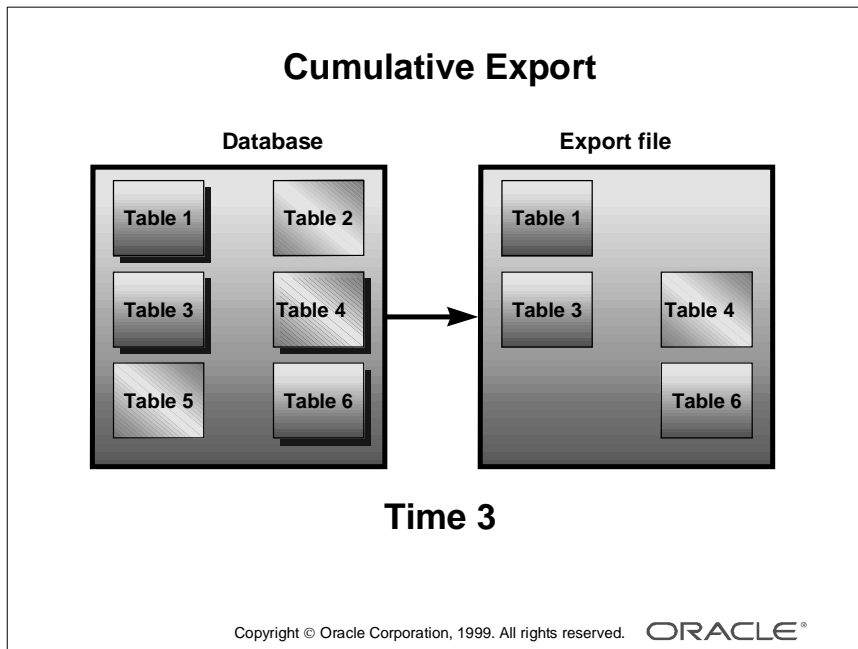 Cumulative Export
Database
Export file
Table 1
Table 2
Table 3
Table 4
Table 5
Table 6
Table 1
Table 3
Table 4
Table 6
Time 3
Copyright © Oracle Corporation, 1999. All rights reserved.
ORACLE®